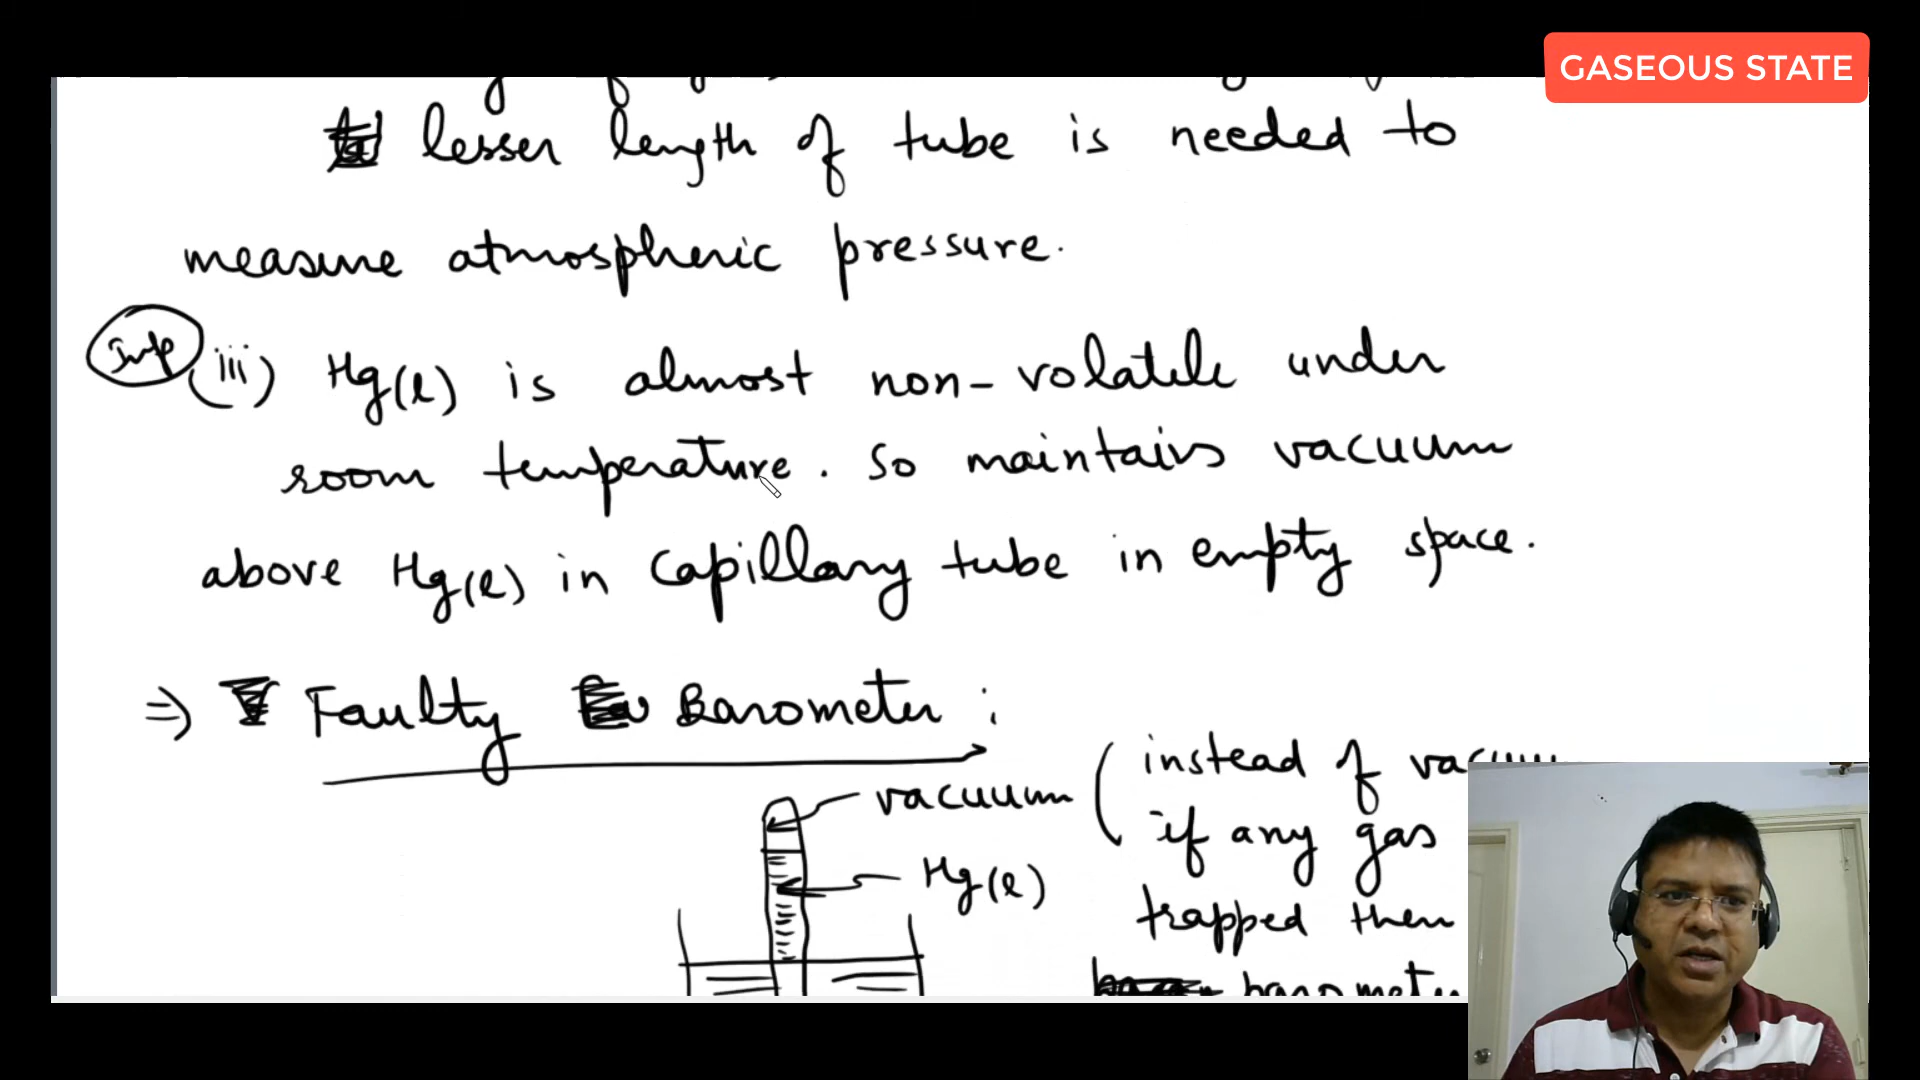 GASEOUS STATE
lesser length of tube is needed to
measure atmospheric pressure.
Imp (iii) Hg(l) is almost non-volatile under
room temperature. So maintains vacuum
above Hg(l) in capillary tube in empty space.
⇒ Faulty Barometer :
vacuum
Hg(l)
(instead of
if any gas
trapped then
barometer